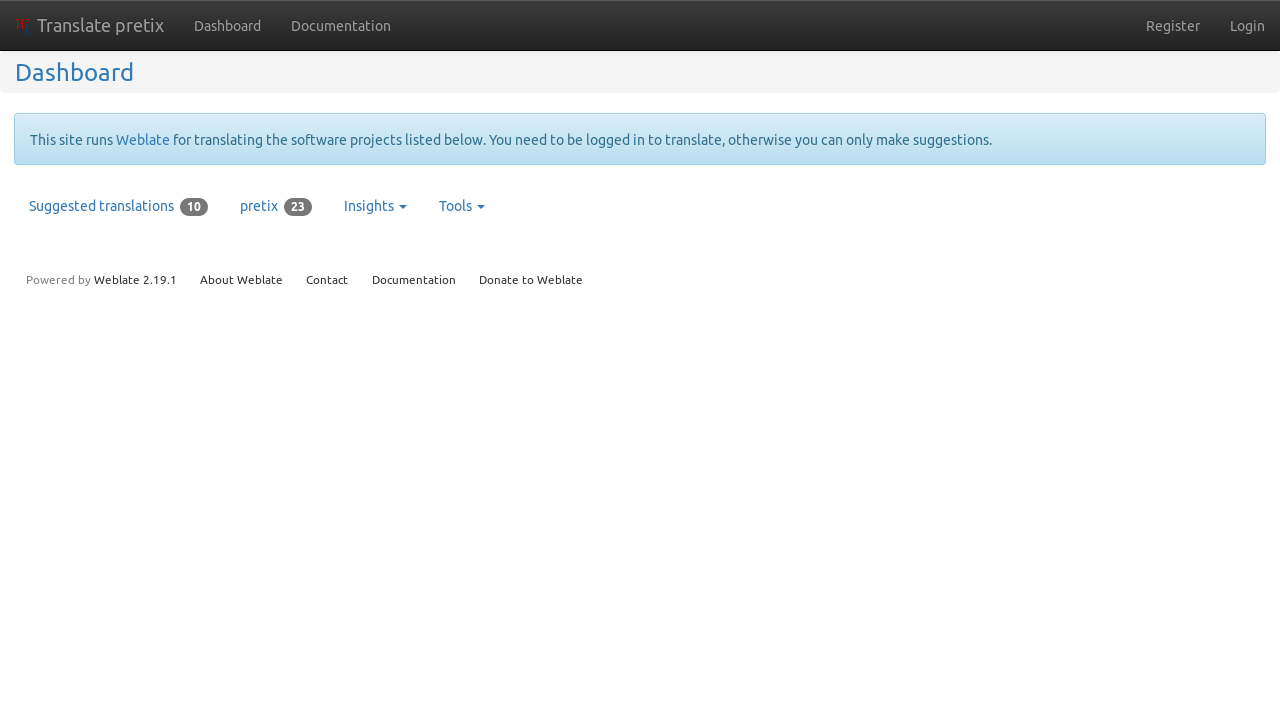 Translate pretix Dashboard Documentation Register Login
Dashboard
This site runs Weblate for translating the software projects listed below. You need to be logged in to translate, otherwise you can only make suggestions.
Suggested translations 10 pretix 23 Insights Tools
Powered by Weblate 2.19.1 About Weblate Contact Documentation Donate to Weblate